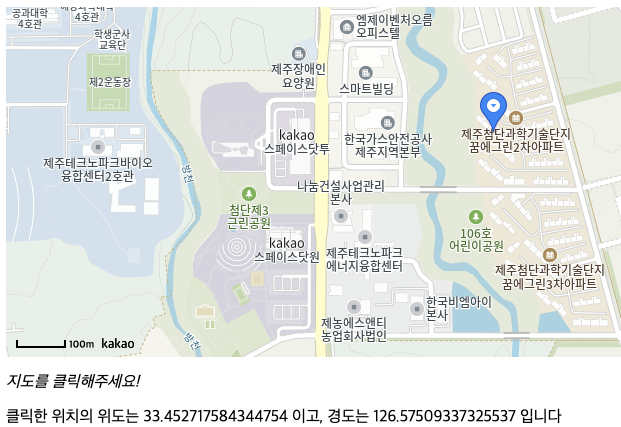 공과대학
4호관
4호관
학생군사
교육단
제2운동장
엠제이벤처오름
오피스텔
제주장애인
요양원
스마트빌딩
kakao
스페이스닷투
한국가스안전공사
제주지역본부
제주첨단과학기술단지
꿈에그린2차아파트
제주테크노파크바이오
융합센터2호관
방천
나눔건설사업관리
본사
첨단제3
근린공원
kakao
스페이스닷원
제주테크노파크
에너지융합센터
106호
어린이공원
제주첨단과학기술단지
꿈에그린3차아파트
한국비엠아이
본사
제농에스앤티
농업회사법인
방천
100m kakao
지도를 클릭해주세요!
클릭한 위치의 위도는 33.452717584344754 이고, 경도는 126.57509337325537 입니다